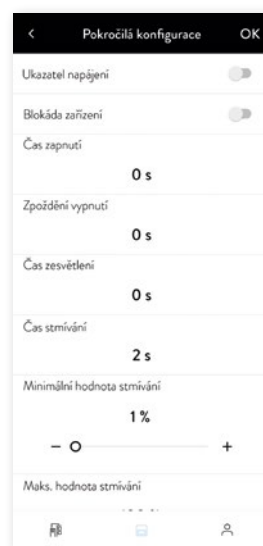 < Pokročilá konfigurace OK
Ukazatel napájení
Blokáda zařízení
Čas zapnutí
0 s
Zpoždění vypnutí
0 s
Čas zesvětlení
0 s
Čas stmívání
2 s
Minimální hodnota stmívání
1 %
− +
Maks. hodnota stmívání